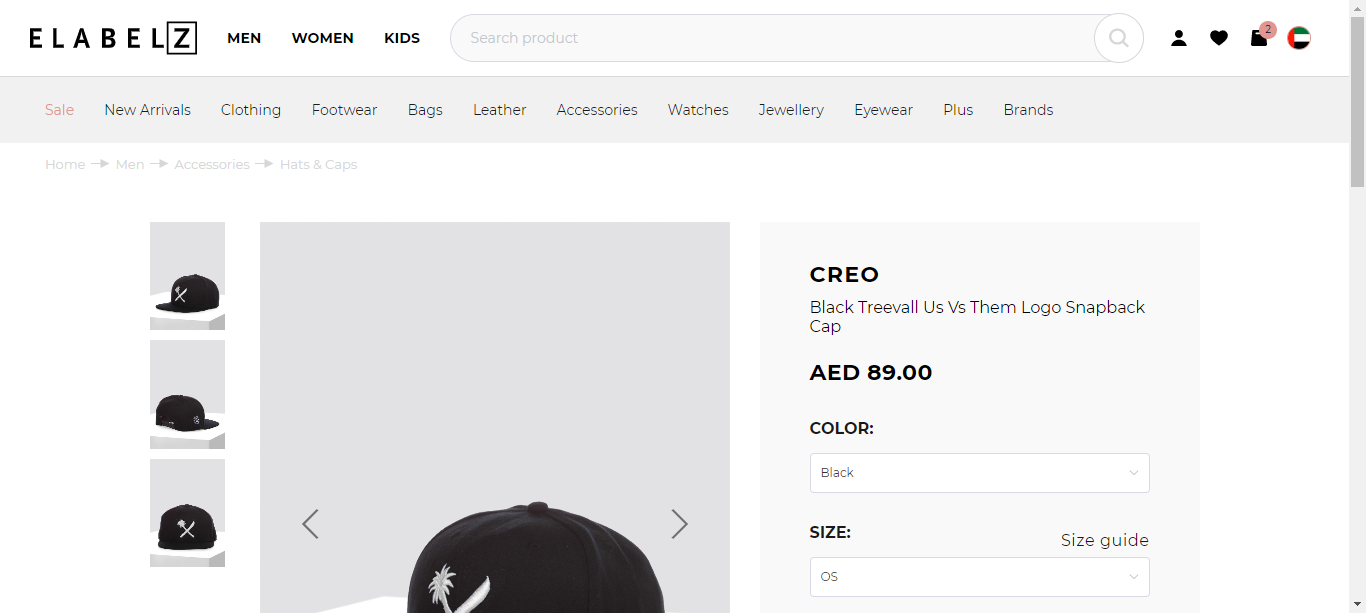 ELABELZ MEN WOMEN KIDS Search product 2
Sale New Arrivals Clothing Footwear Bags Leather Accessories Watches Jewellery Eyewear Plus Brands
Home Men Accessories Hats & Caps
CREO
Black Treevall Us Vs Them Logo Snapback
Cap
AED 89.00
COLOR:
Black
SIZE:
Size guide
OS